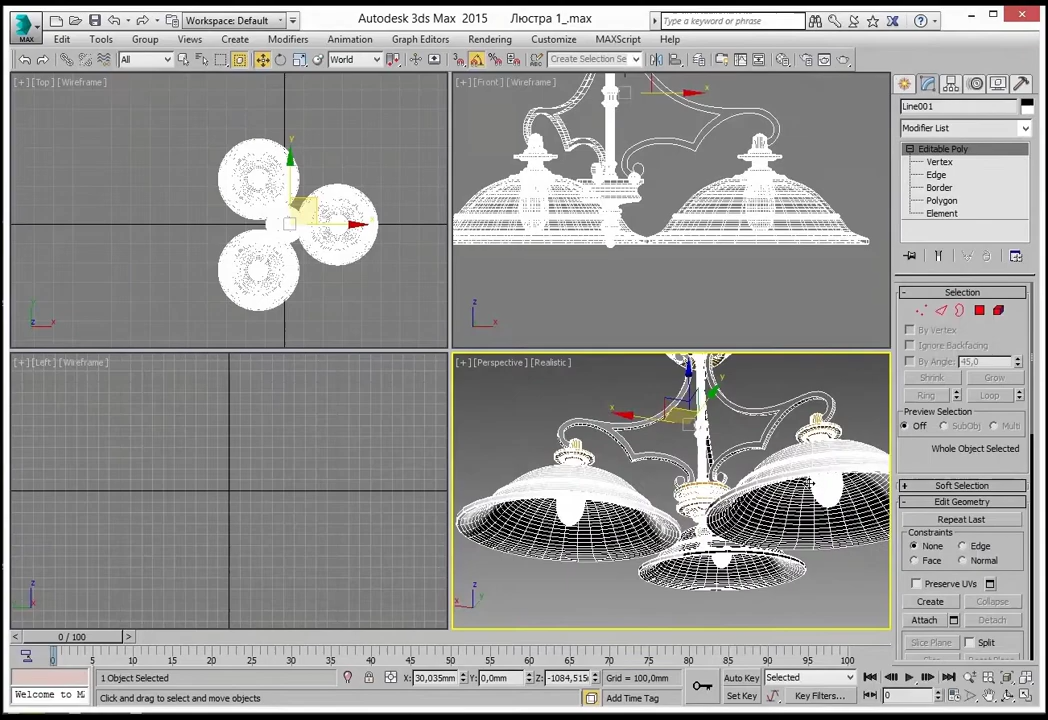 Workspace: Default
Autodesk 3ds Max 2015 Люстра 1_.max
Type a keyword or phrase
MAX
Edit Tools Group Views Create Modifiers Animation Graph Editors Rendering Customize MAXScript Help
All World Create Selection Se
[+] [Top] [Wireframe]
[+] [Front] [Wireframe]
[+] [Left] [Wireframe]
[+] [Perspective] [Realistic]
Line001
Modifier List
Editable Poly
Vertex
Edge
Border
Polygon
Element
- Selection
By Vertex
Ignore Backfacing
By Angle: 45,0
Shrink Grow
Ring Loop
Preview Selection
Off SubObj Multi
Whole Object Selected
+ Soft Selection
- Edit Geometry
Repeat Last
Constraints
None Edge
Face Normal
Preserve UVs
Create Collapse
Attach Detach
Slice Plane Split
< 0 / 100 >
0 5 10 15 20 25 30 35 40 45 50 55 60 65 70 75 80 85 90 95 100
1 Object Selected X: 30,035mm Y: 0,0mm Z: -1084,515 Grid = 100,0mm Auto Key Selected
Welcome to M Click and drag to select and move objects Add Time Tag Set Key Key Filters... 0